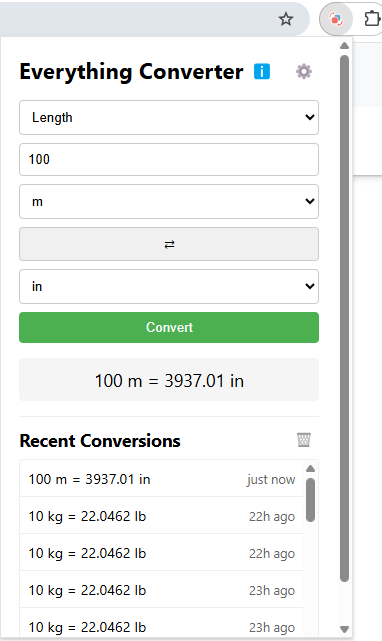 Everything Converter
Length
100
m
⇄
in
Convert
100 m = 3937.01 in
Recent Conversions
100 m = 3937.01 in just now
10 kg = 22.0462 lb 22h ago
10 kg = 22.0462 lb 22h ago
10 kg = 22.0462 lb 23h ago
10 kg = 22.0462 lb 23h ago